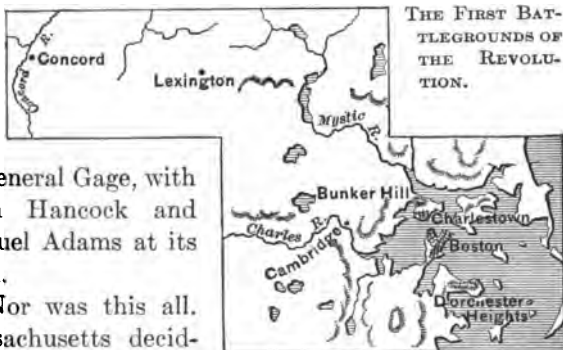 THE FIRST BAT-
TLEGROUNDS OF
THE REVOLU-
TION.
Concord R.
Concord
Lexington
Mystic R.
Bunker Hill
Charlestown
Charles R.
Boston
Cambridge
Dorchester
Heights
eneral Gage, with
Hancock and
uel Adams at its
Nor was this all.
sachusetts decid-